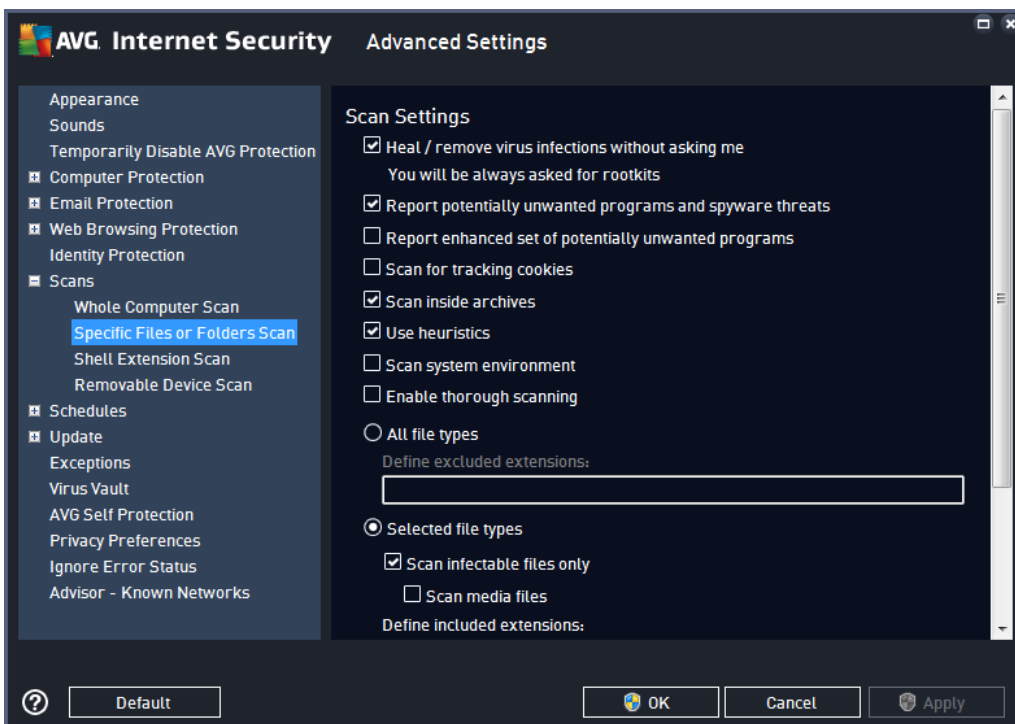 AVG. Internet Security Advanced Settings
Appearance
Sounds
Temporarily Disable AVG Protection
Computer Protection
Email Protection
Web Browsing Protection
Identity Protection
Scans
Whole Computer Scan
Specific Files or Folders Scan
Shell Extension Scan
Removable Device Scan
Schedules
Update
Exceptions
Virus Vault
AVG Self Protection
Privacy Preferences
Ignore Error Status
Advisor - Known Networks
Scan Settings
Heal / remove virus infections without asking me
You will be always asked for rootkits
Report potentially unwanted programs and spyware threats
Report enhanced set of potentially unwanted programs
Scan for tracking cookies
Scan inside archives
Use heuristics
Scan system environment
Enable thorough scanning
All file types
Define excluded extensions:
Selected file types
Scan infectable files only
Scan media files
Define included extensions:
Default
OK
Cancel
Apply